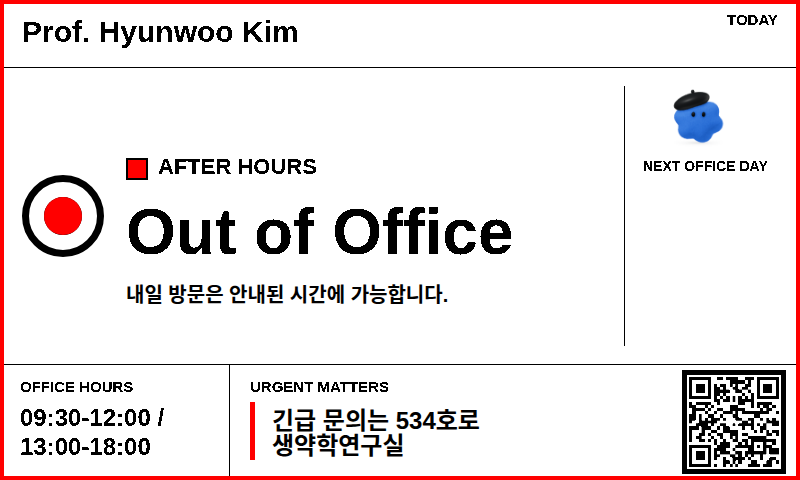 Prof. Hyunwoo Kim
TODAY
AFTER HOURS
Out of Office
내일 방문은 안내된 시간에 가능합니다.
NEXT OFFICE DAY
OFFICE HOURS
09:30-12:00 /
13:00-18:00
URGENT MATTERS
긴급 문의는 534호로
생약학연구실